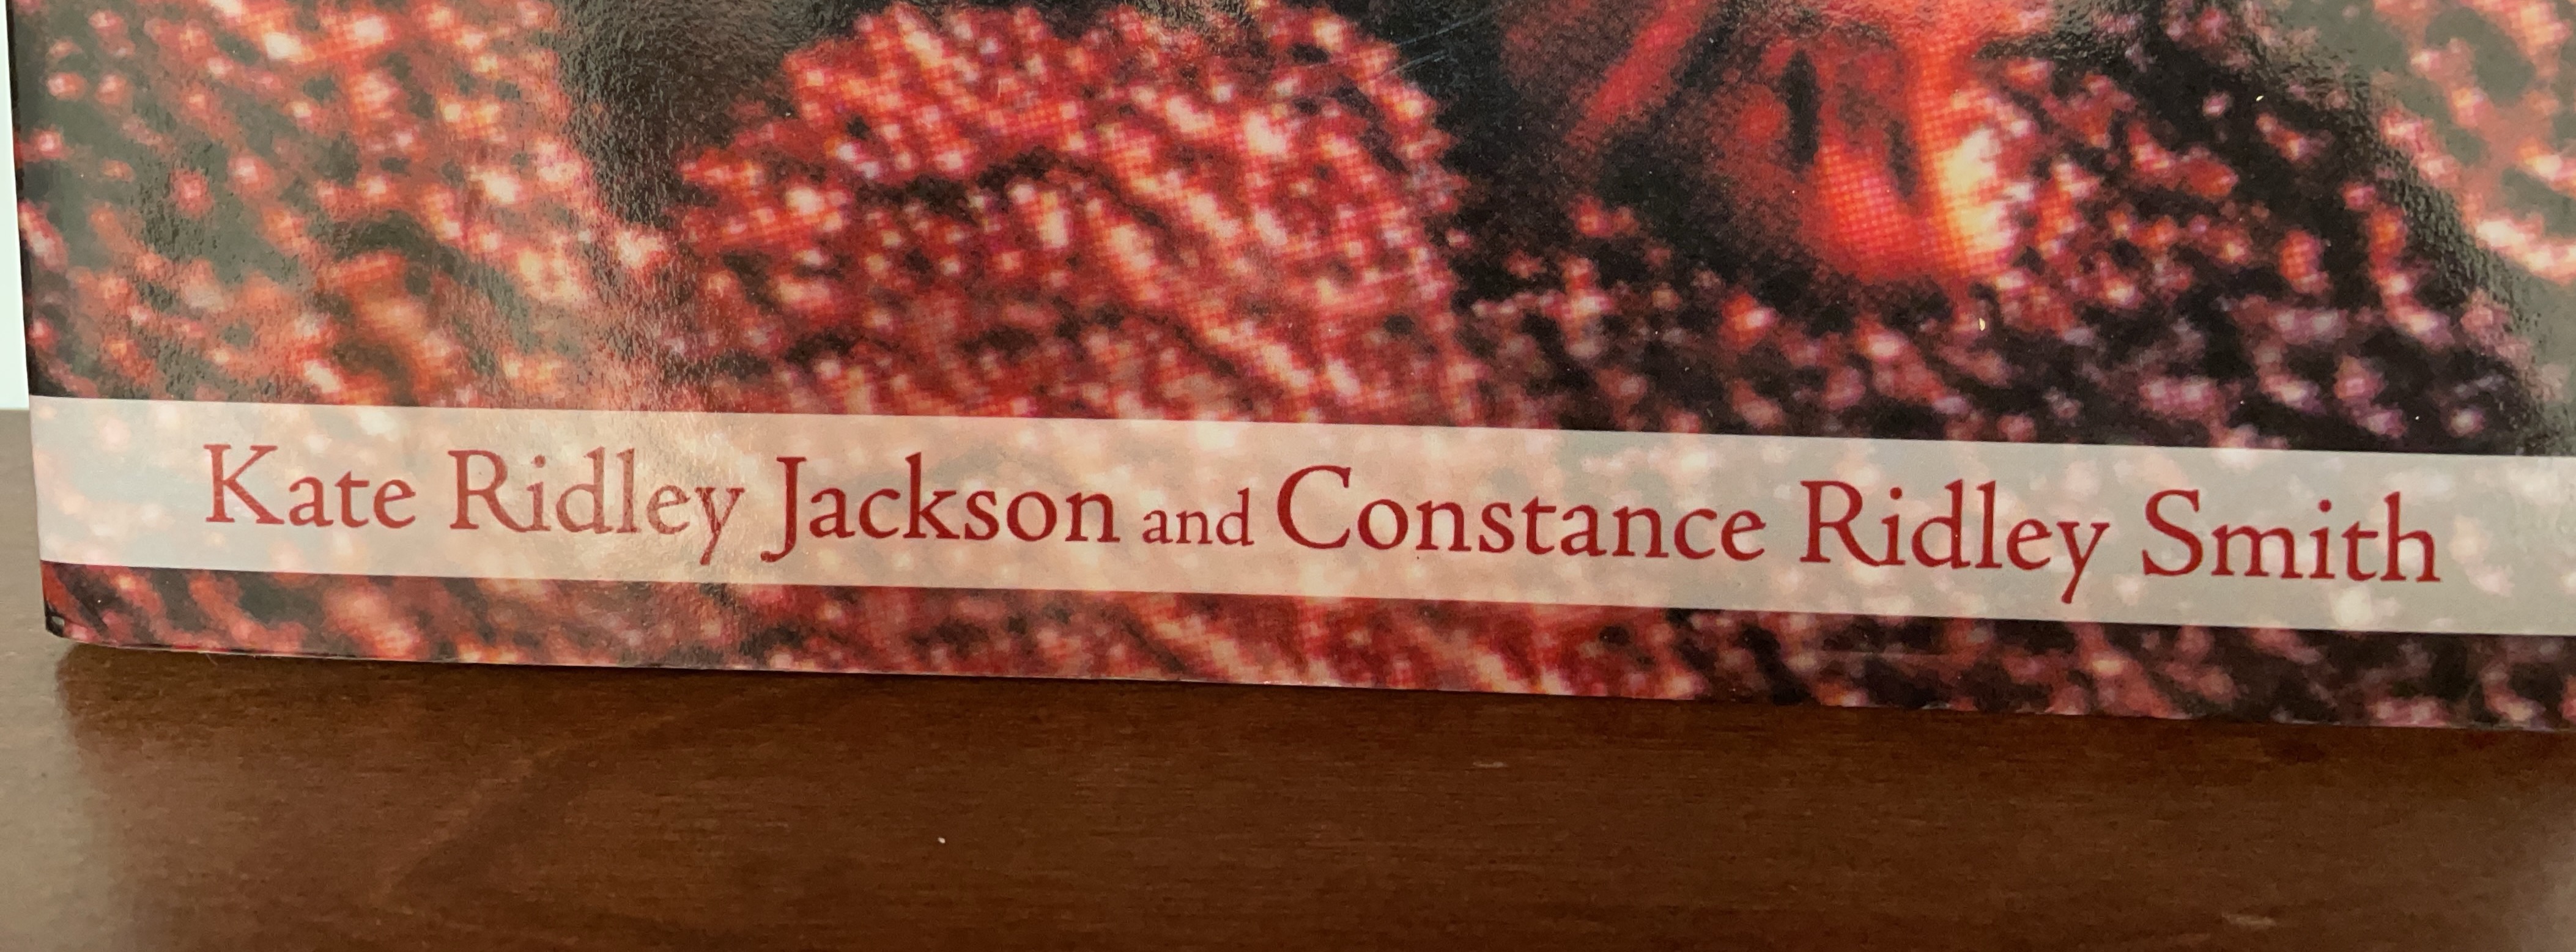 Kate Ridley Jackson and Constance Ridley Smith